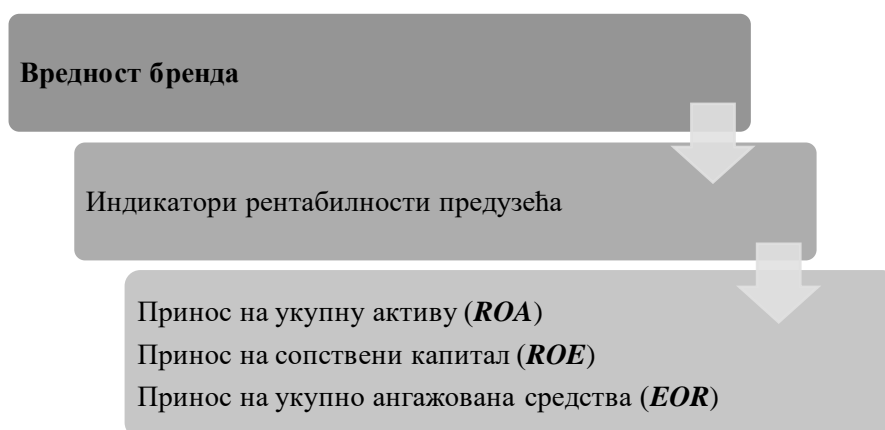 Вредност бренда
Индикатори рентабилности предузећа
Принос на укупну активу (ROA)
Принос на сопствени капитал (ROE)
Принос на укупно ангажована средства (EOR)